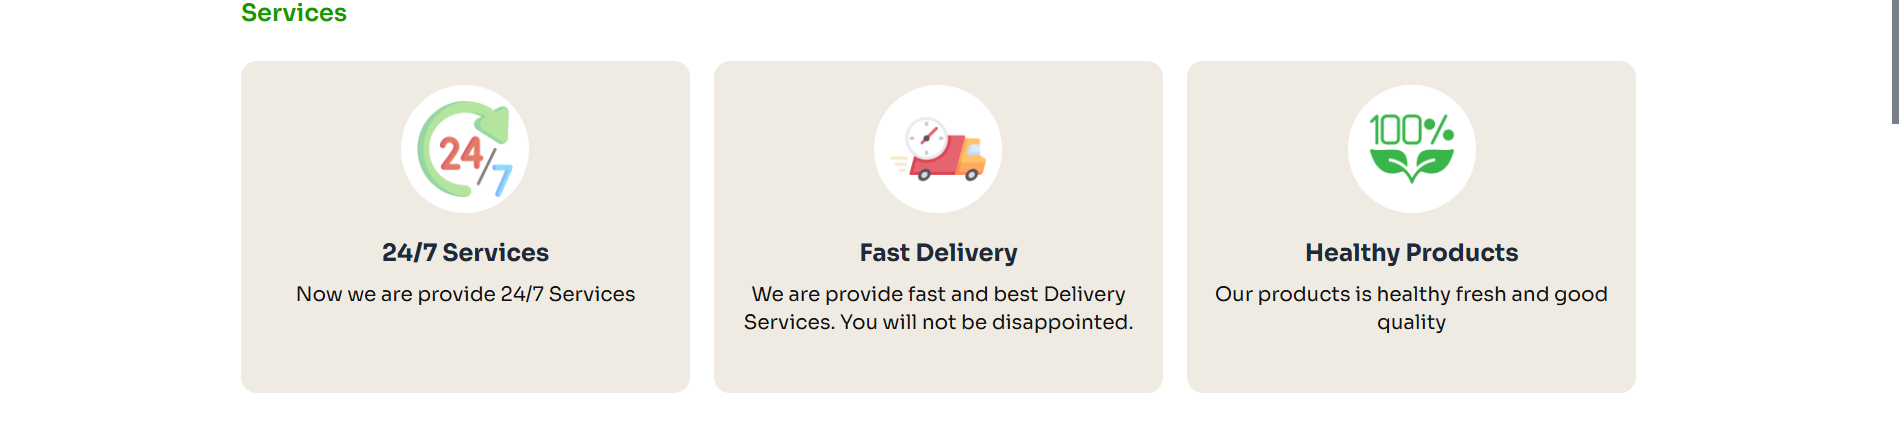 Services
24/7
100%
24/7 Services
Fast Delivery
Healthy Products
Now we are provide 24/7 Services
We are provide fast and best Delivery
Services. You will not be disappointed.
Our products is healthy fresh and good
quality